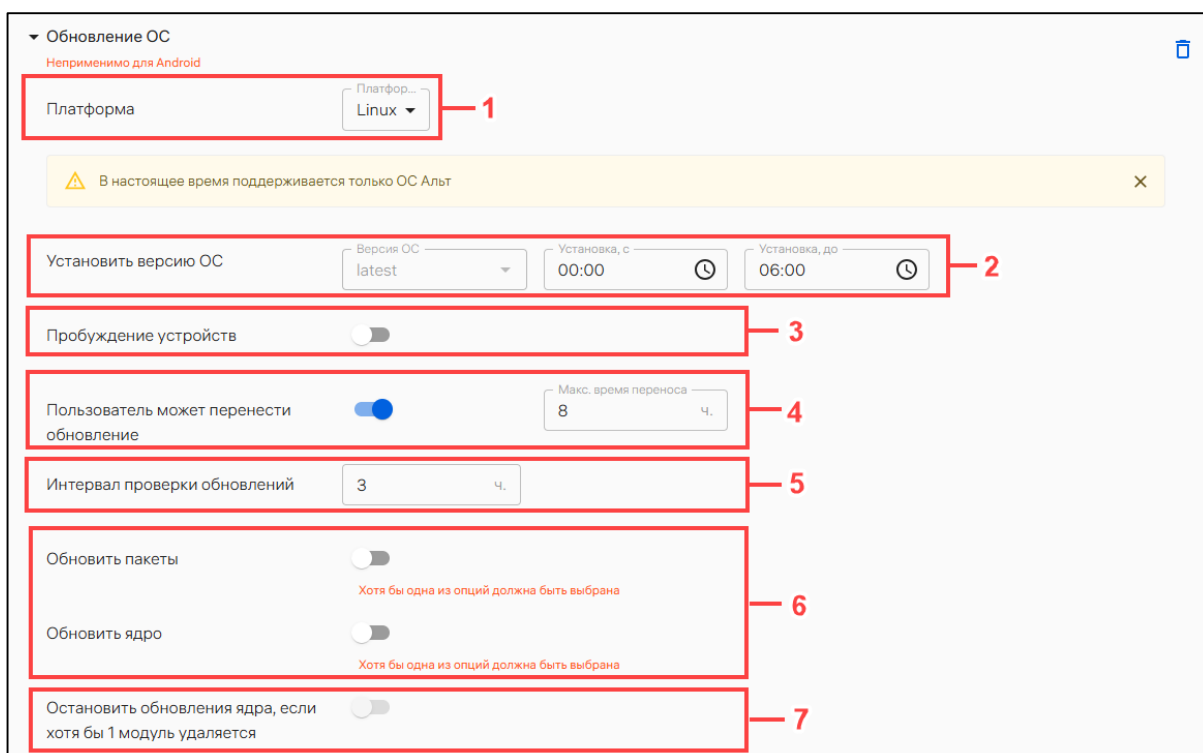 Обновление ОС
Неприменимо для Android
Платформа
Платфор...
Linux
1
В настоящее время поддерживается только ОС Альт
Установить версию ОС
Версия ОС
latest
Установка, с
00:00
Установка, до
06:00
2
Пробуждение устройств
3
Пользователь может перенести
обновление
Макс. время переноса
8 ч.
4
Интервал проверки обновлений
3 ч.
5
Обновить пакеты
Хотя бы одна из опций должна быть выбрана
6
Обновить ядро
Хотя бы одна из опций должна быть выбрана
Остановить обновления ядра, если
хотя бы 1 модуль удаляется
7